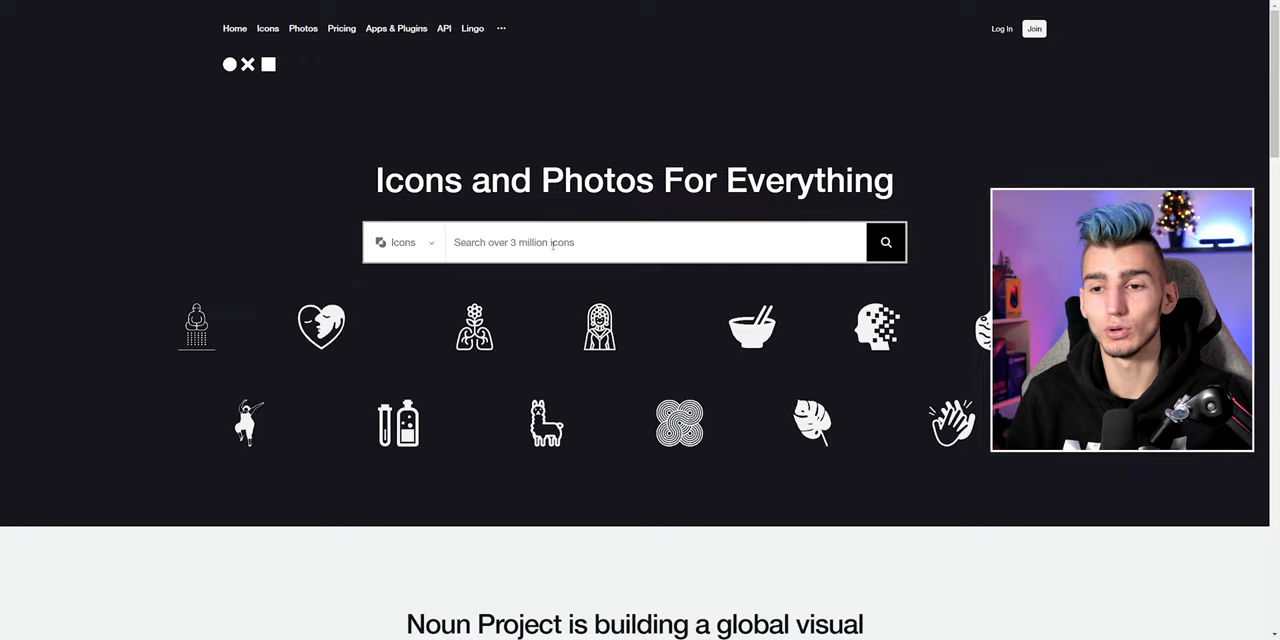 Home Icons Photos Pricing Apps & Plugins API Lingo ••• Log In Join
Icons and Photos For Everything
Icons Search over 3 million icons
Noun Project is building a global visual